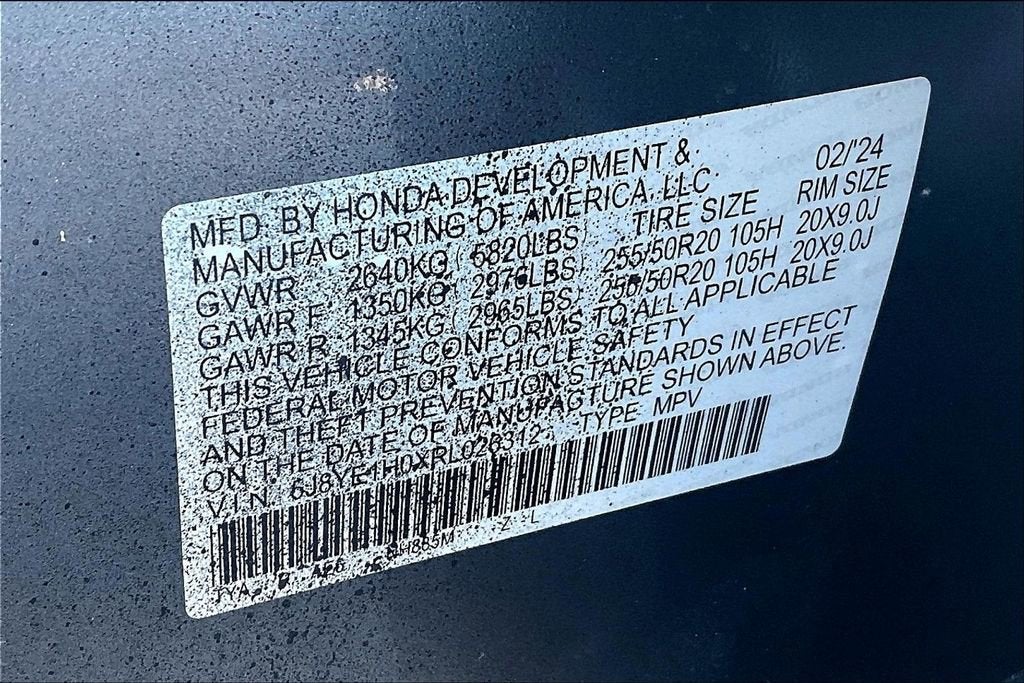 MFD. BY HONDA DEVELOPMENT &
MANUFACTURING OF AMERICA, LLC. 02/'24
GVWR 2640KG ( 5820LBS) TIRE SIZE RIM SIZE
GAWR F 1350KG ( 2976LBS) 255/50R20 105H 20X9.0J
GAWR R 1345KG ( 2965LBS) 255/50R20 105H 20X9.0J
THIS VEHICLE CONFORMS TO ALL APPLICABLE
FEDERAL MOTOR VEHICLE SAFETY
AND THEFT PREVENTION STANDARDS IN EFFECT
ON THE DATE OF MANUFACTURE SHOWN ABOVE.
V.I.N. TYPE: MPV
TYA Z L